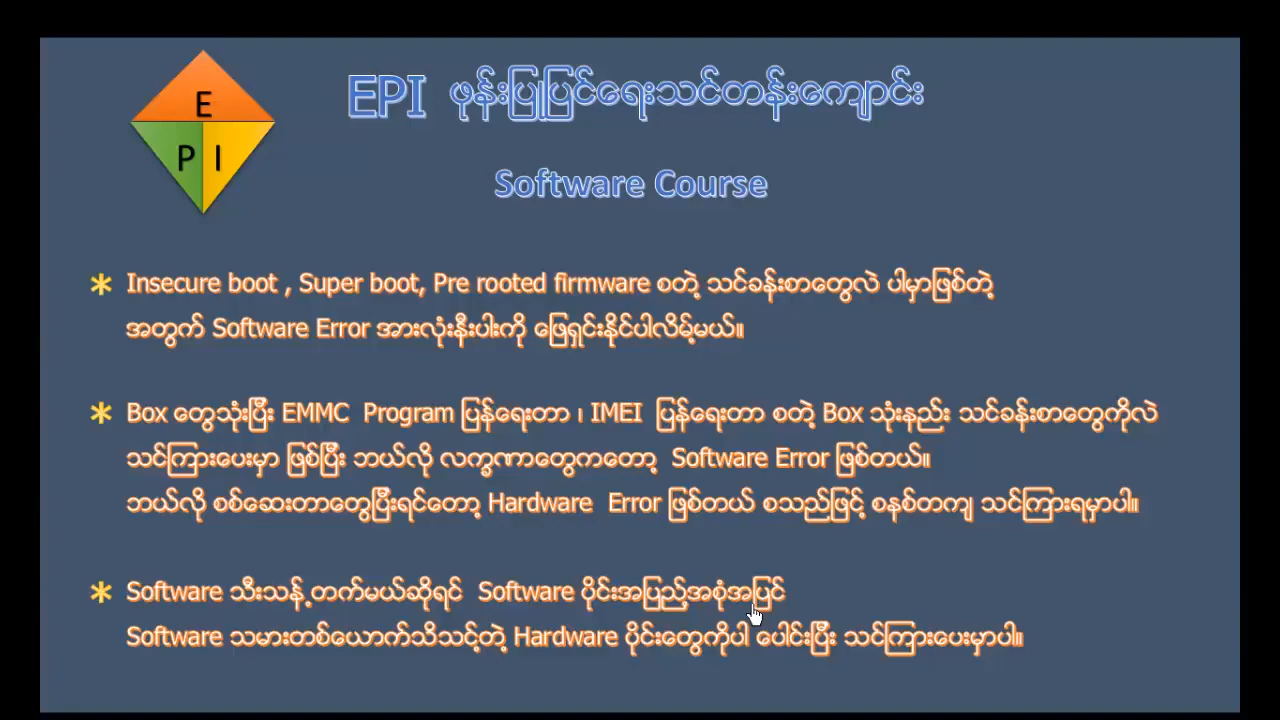 E
P I
EPI ဖုန်းပြုပြင်ရေးသင်တန်းကျောင်း
Software Course
* Insecure boot , Super boot, Pre rooted firmware စတဲ့ သင်ခန်းစာတွေလဲ ပါမှာဖြစ်တဲ့
အတွက် Software Error အားလုံးနီးပါးကို ဖြေရှင်းနိုင်ပါလိမ့်မယ်။
* Box တွေသုံးပြီး EMMC Program ပြန်ရေးတာ ၊ IMEI ပြန်ရေးတာ စတဲ့ Box သုံးနည်း သင်ခန်းစာတွေကိုလဲ
သင်ကြားပေးမှာ ဖြစ်ပြီး ဘယ်လို လက္ခဏာတွေကတော့ Software Error ဖြစ်တယ်။
ဘယ်လို စစ်ဆေးတာတွေပြီးရင်တော့ Hardware Error ဖြစ်တယ် စသည်ဖြင့် စနစ်တကျ သင်ကြားရမှာပါ။
* Software သီးသန့် တက်မယ်ဆိုရင် Software ပိုင်းအပြည့်အစုံအပြင်
Software သမားတစ်ယောက်သိသင့်တဲ့ Hardware ပိုင်းတွေကိုပါ ပေါင်းပြီး သင်ကြားပေးမှာပါ။